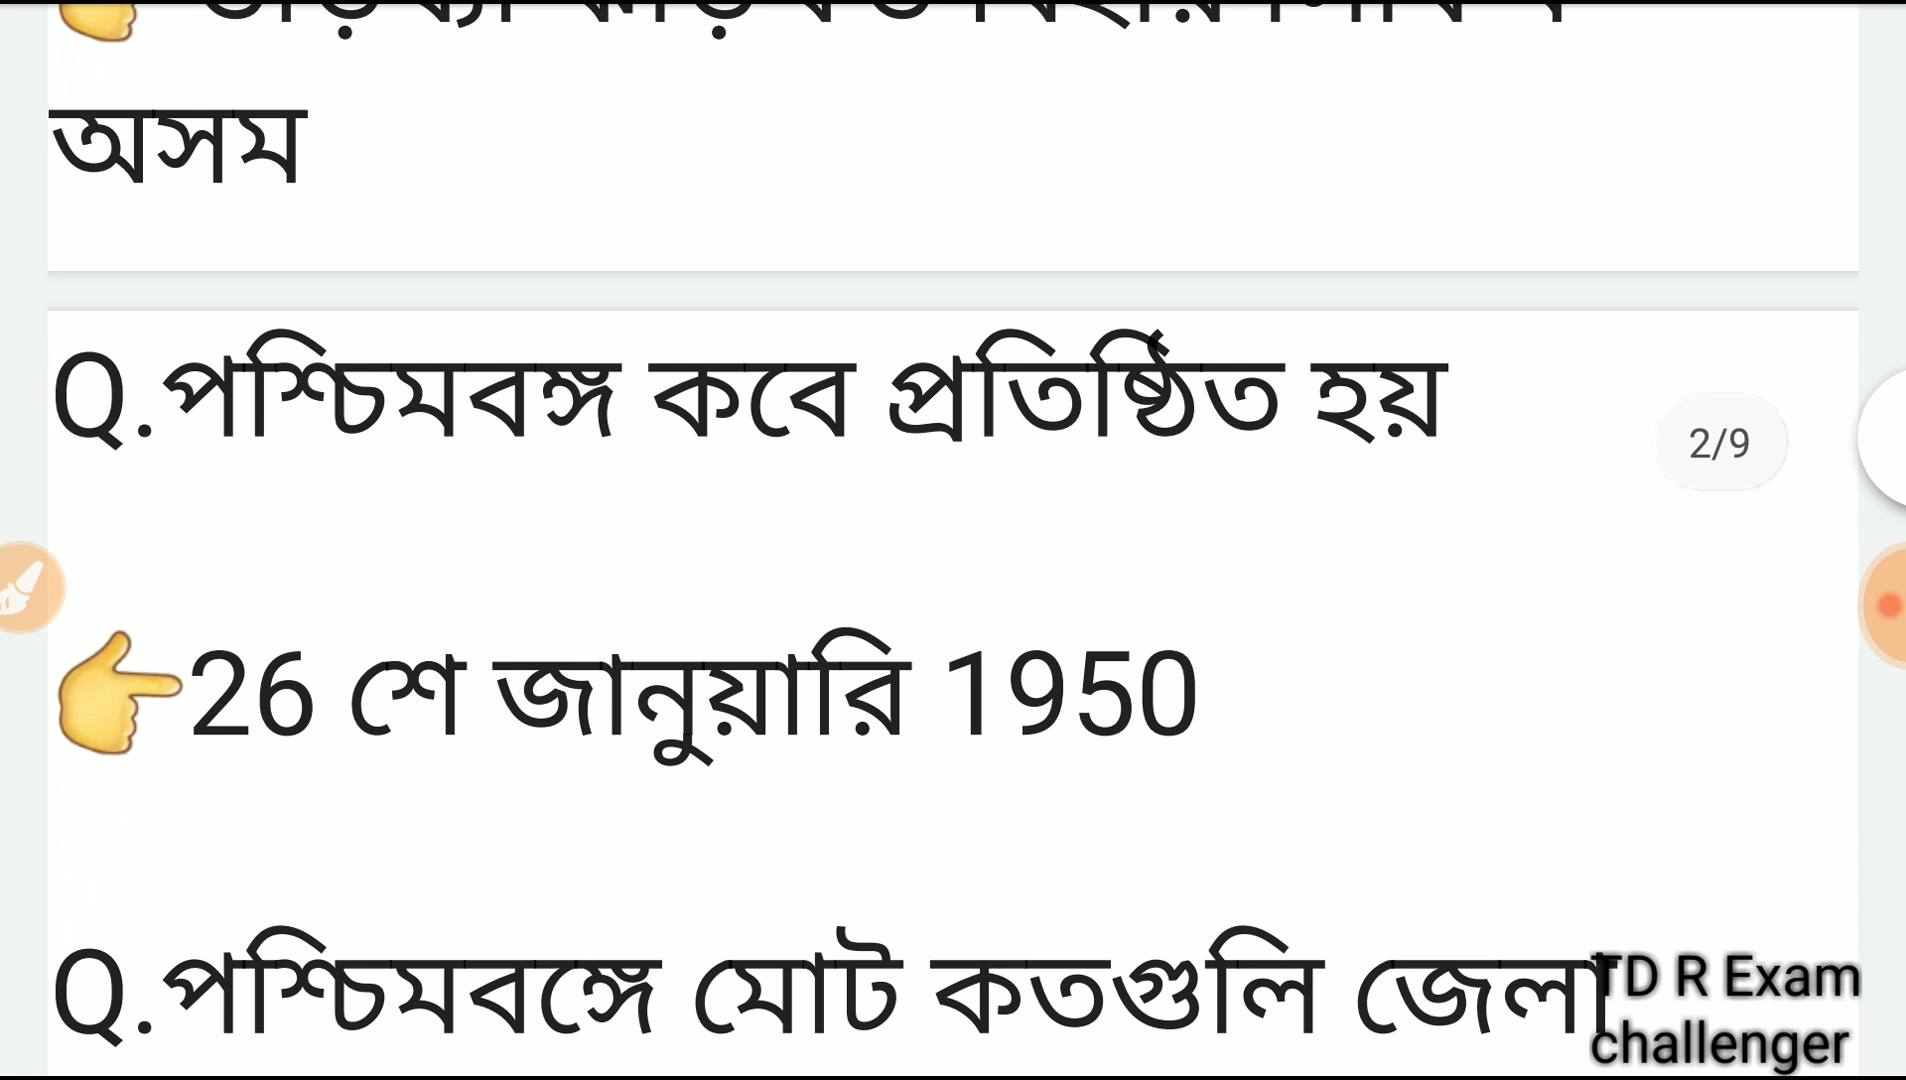 অসম
Q.পশ্চিমবঙ্গ কবে প্রতিষ্ঠিত হয়
2/9
👉26 শে জানুয়ারি 1950
Q.পশ্চিমবঙ্গে মোট কতগুলি জেলা
TD R Exam
challenger